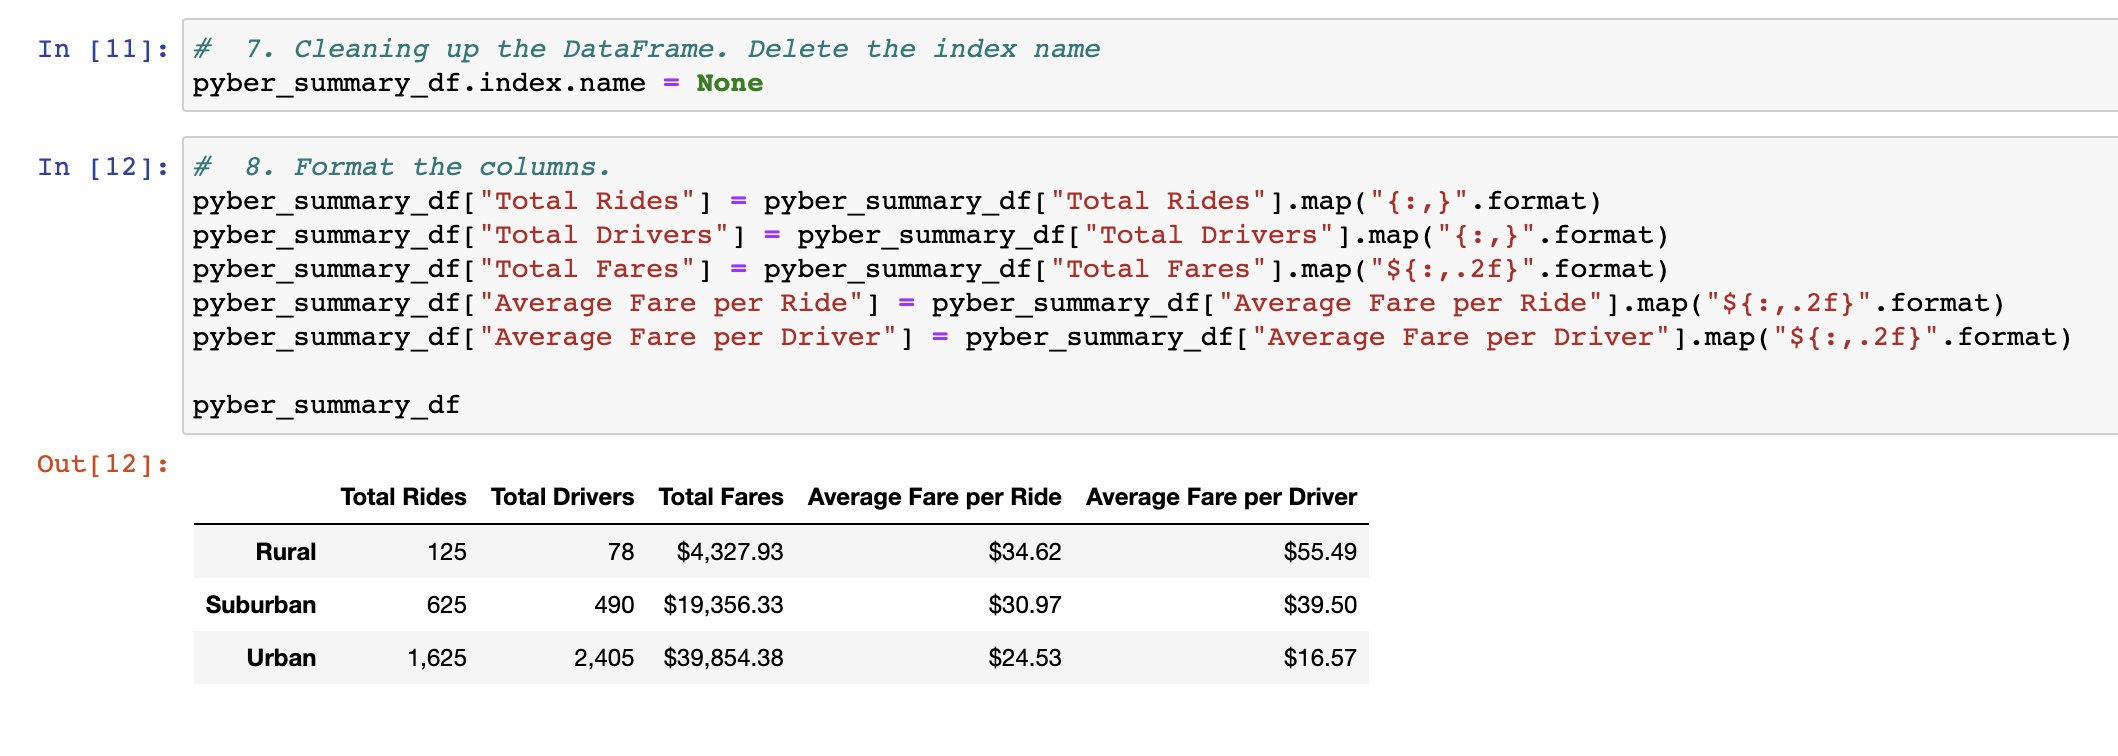 In [11]: #  7. Cleaning up the DataFrame. Delete the index name
pyber_summary_df.index.name = None
In [12]: #  8. Format the columns.
pyber_summary_df["Total Rides"] = pyber_summary_df["Total Rides"].map("{:,}".format)
pyber_summary_df["Total Drivers"] = pyber_summary_df["Total Drivers"].map("{:,}".format)
pyber_summary_df["Total Fares"] = pyber_summary_df["Total Fares"].map("${:,.2f}".format)
pyber_summary_df["Average Fare per Ride"] = pyber_summary_df["Average Fare per Ride"].map("${:,.2f}".format)
pyber_summary_df["Average Fare per Driver"] = pyber_summary_df["Average Fare per Driver"].map("${:,.2f}".format)
pyber_summary_df
Out[12]:
Total Rides Total Drivers Total Fares Average Fare per Ride Average Fare per Driver
Rural 125 78 $4,327.93 $34.62 $55.49
Suburban 625 490 $19,356.33 $30.97 $39.50
Urban 1,625 2,405 $39,854.38 $24.53 $16.57